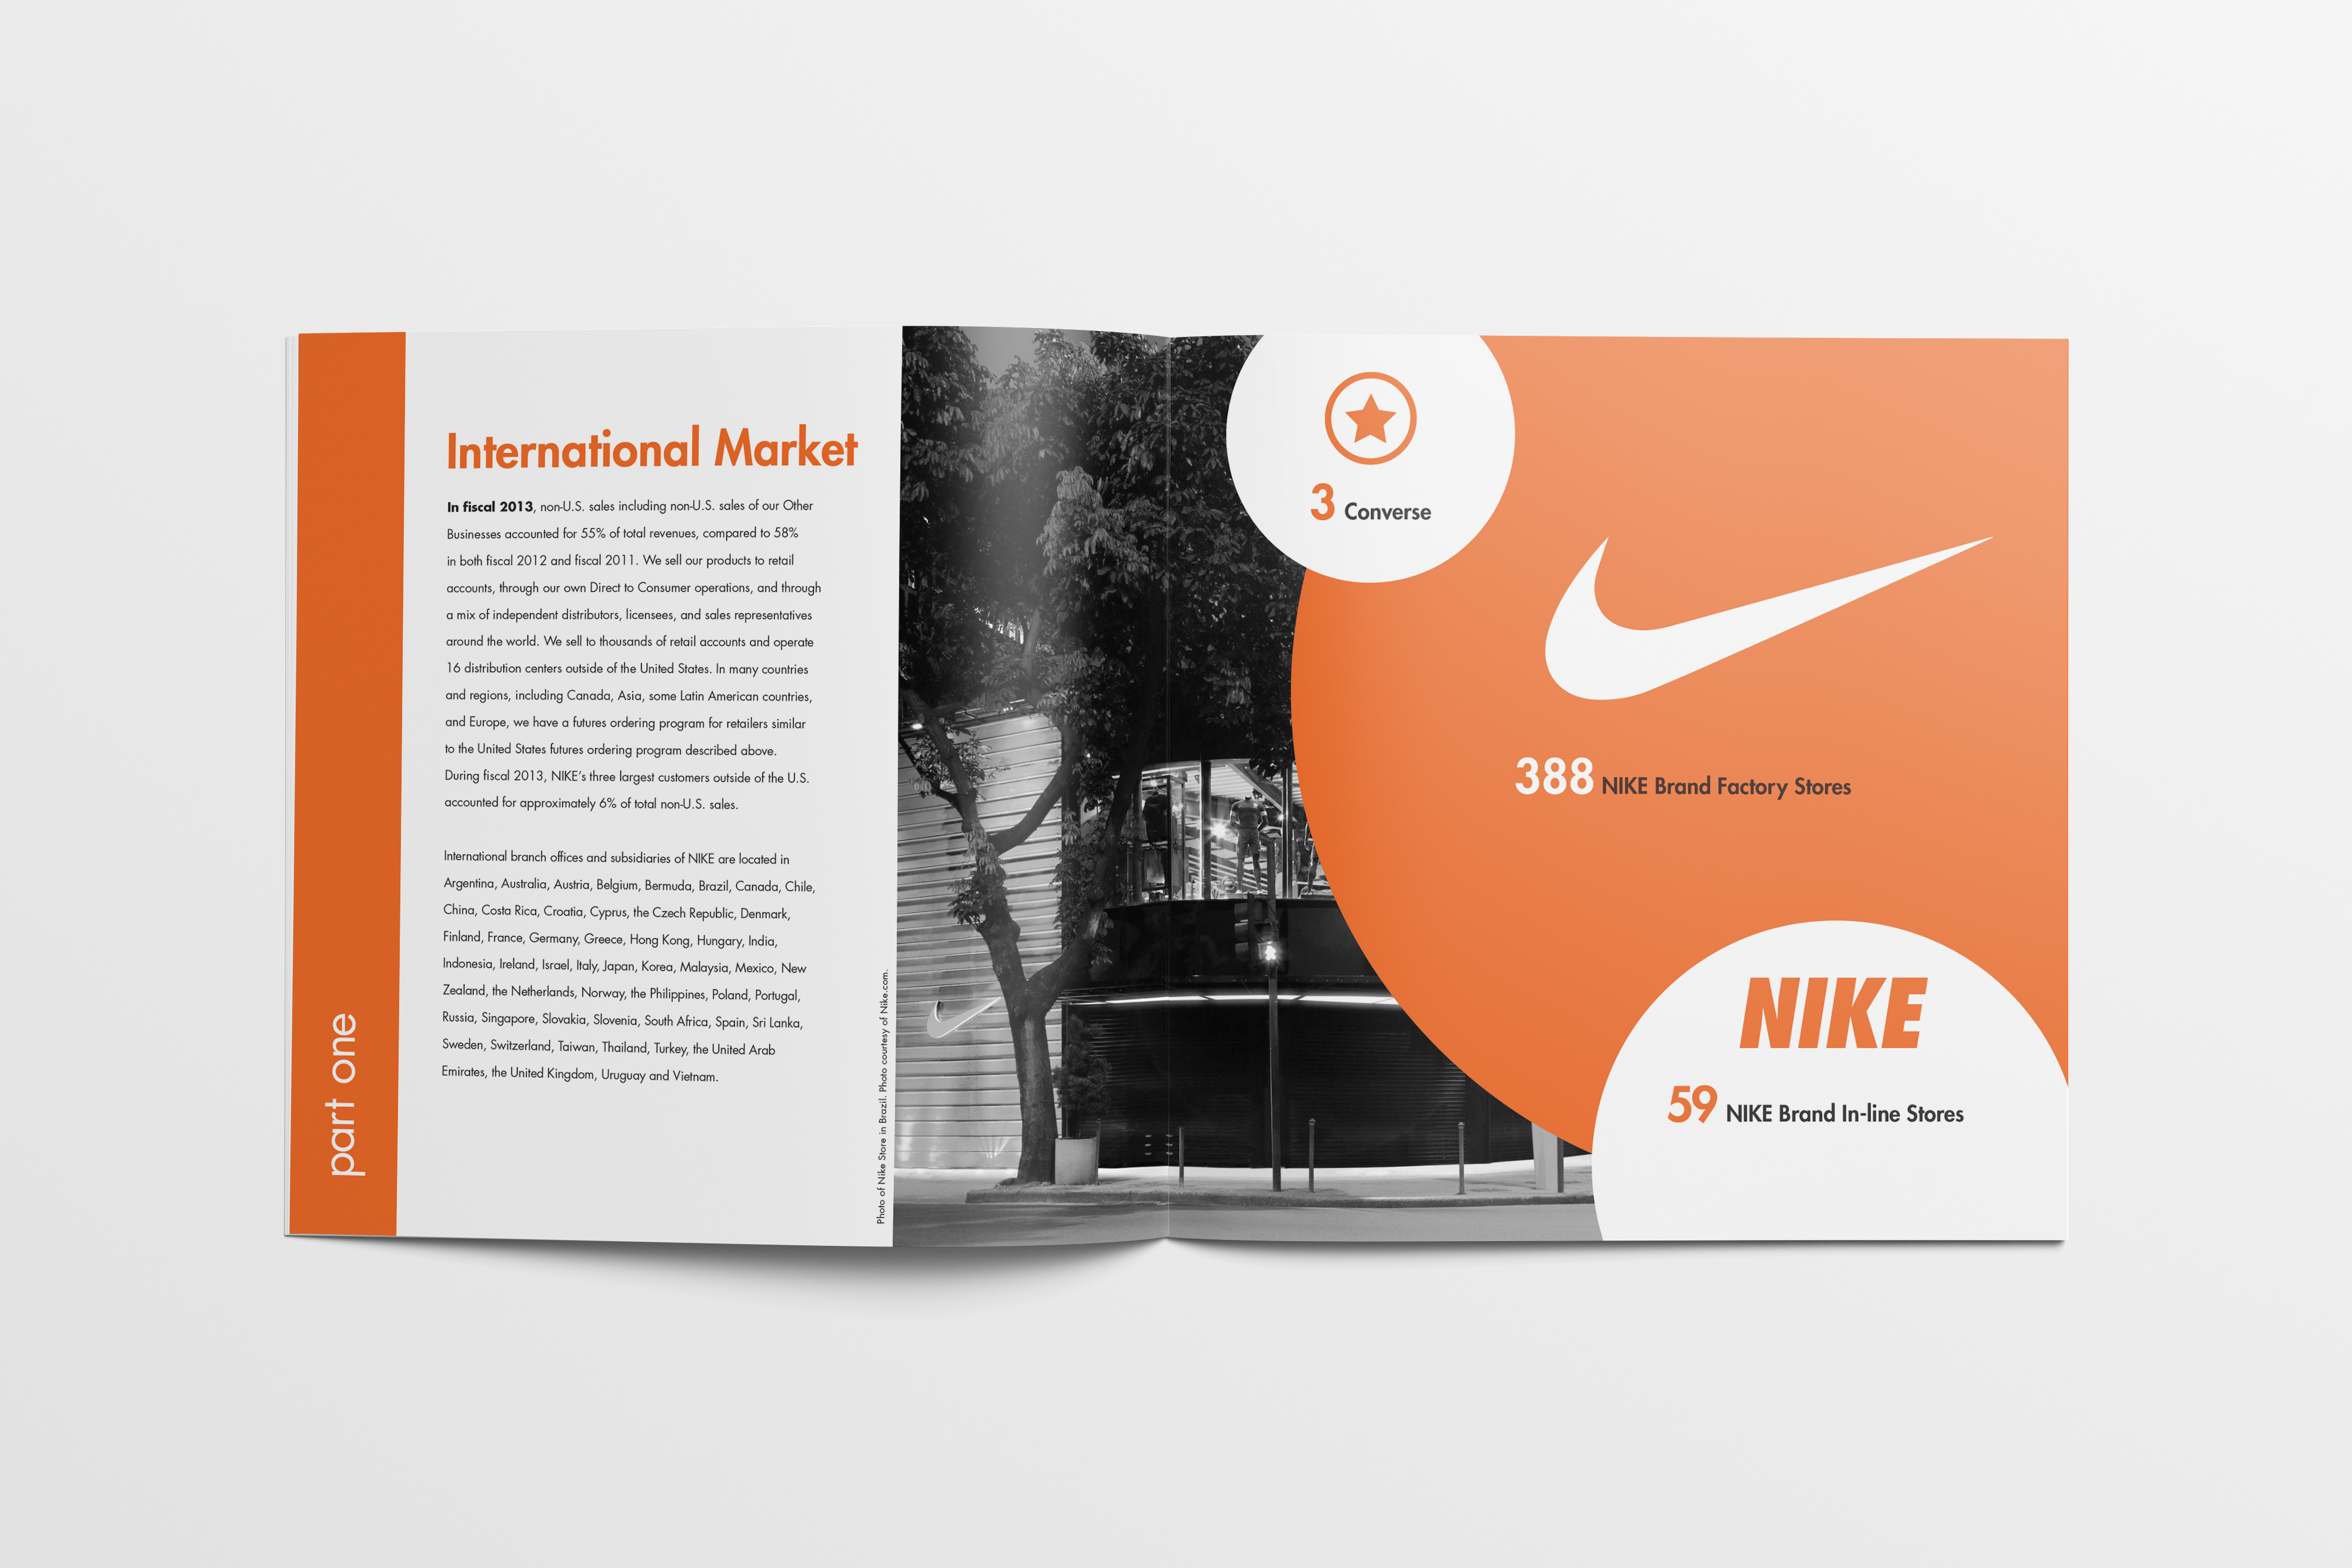 International Market
In fiscal 2013, non-U.S. sales including non-U.S. sales of our Other
Businesses accounted for 55% of total revenues, compared to 58%
in both fiscal 2012 and fiscal 2011. We sell our products to retail
accounts, through our own Direct to Consumer operations, and through
a mix of independent distributors, licensees, and sales representatives
around the world. We sell to thousands of retail accounts and operate
16 distribution centers outside of the United States. In many countries
and regions, including Canada, Asia, some Latin American countries,
and Europe, we have a futures ordering program for retailers similar
to the United States futures ordering program described above.
During fiscal 2013, NIKE's three largest customers outside of the U.S.
accounted for approximately 6% of total non-U.S. sales.
International branch offices and subsidiaries of NIKE are located in
Argentina, Australia, Austria, Belgium, Bermuda, Brazil, Canada, Chile,
China, Costa Rica, Croatia, Cyprus, the Czech Republic, Denmark,
Finland, France, Germany, Greece, Hong Kong, Hungary, India,
Indonesia, Ireland, Israel, Italy, Japan, Korea, Malaysia, Mexico, New
Zealand, the Netherlands, Norway, the Philippines, Poland, Portugal,
Russia, Singapore, Slovakia, Slovenia, South Africa, Spain, Sri Lanka,
Sweden, Switzerland, Taiwan, Thailand, Turkey, the United Arab
Emirates, the United Kingdom, Uruguay and Vietnam.
part one
Photo of Nike Store in Brazil. Photo courtesy of Nike.com.
3 Converse
388 NIKE Brand Factory Stores
NIKE
59 NIKE Brand In-line Stores